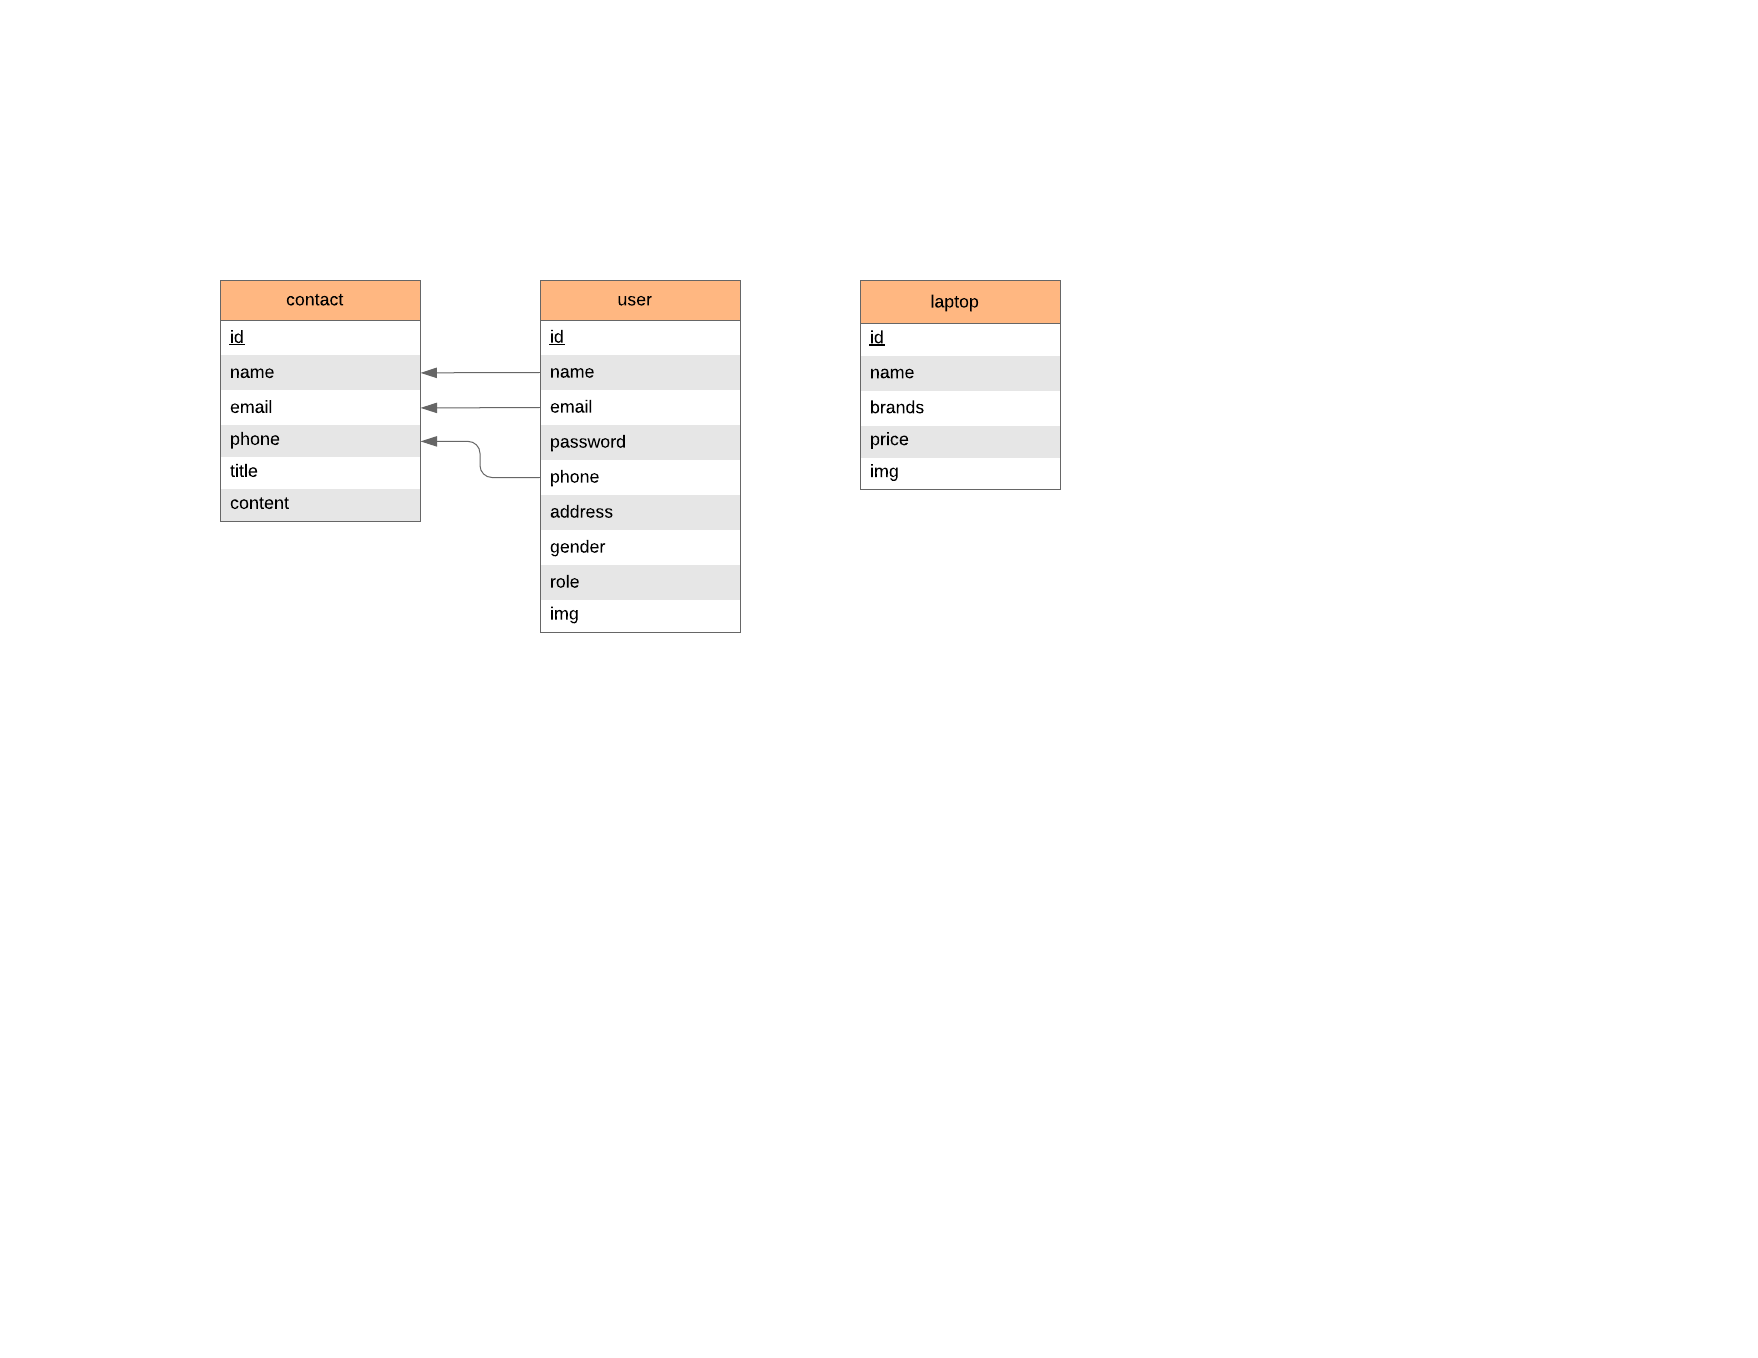 contact
id
name
email
phone
title
content
user
id
name
email
password
phone
address
gender
role
img
laptop
id
name
brands
price
img